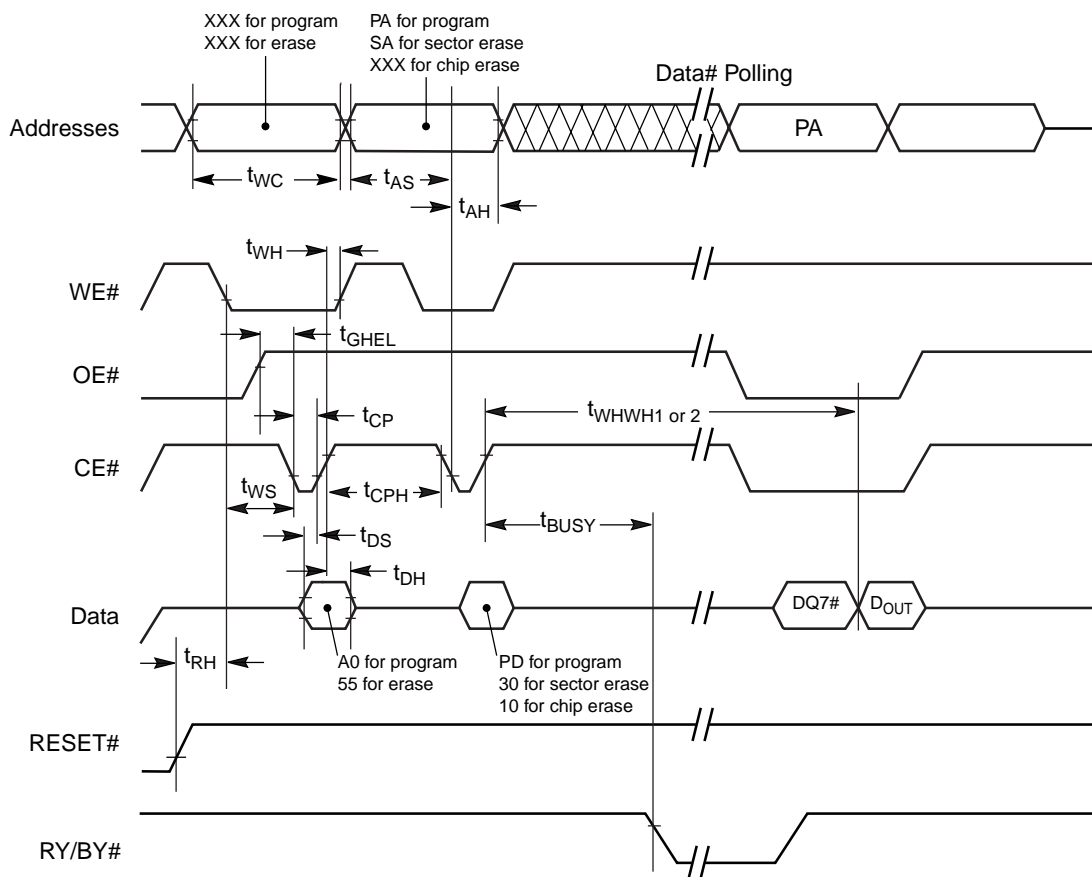 XXX for program
XXX for erase
PA for program
SA for sector erase
XXX for chip erase
Data# Polling
Addresses
PA
tWC
tAS
tAH
tWH
WE#
tGHEL
OE#
tWHWH1 or 2
tCP
CE#
tWS
tCPH
tBUSY
tDS
tDH
Data
DQ7#
DOUT
tRH
A0 for program
55 for erase
PD for program
30 for sector erase
10 for chip erase
RESET#
RY/BY#